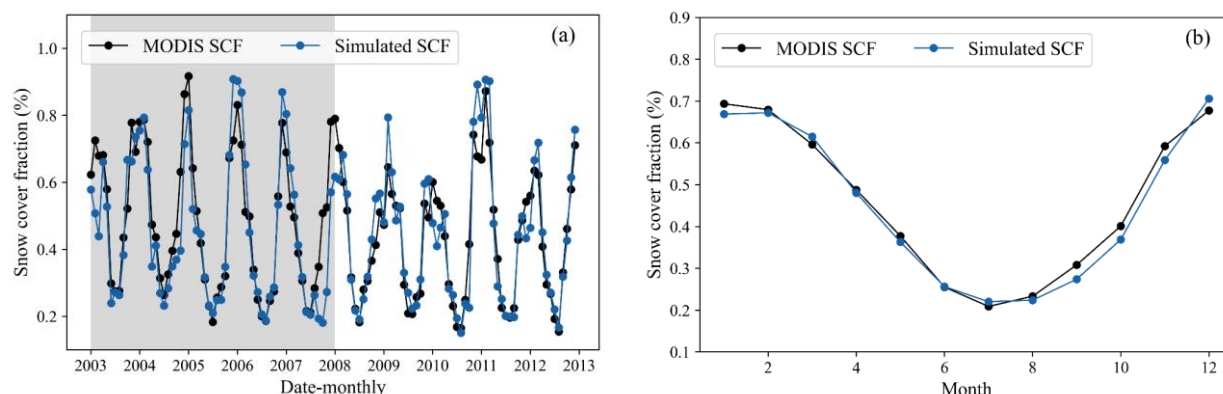 (a)
MODIS SCF
Simulated SCF
Snow cover fraction (%)
1.0
0.8
0.6
0.4
0.2
2003 2004 2005 2006 2007 2008 2009 2010 2011 2012 2013
Date-monthly
(b)
MODIS SCF
Simulated SCF
Snow cover fraction (%)
0.9
0.8
0.7
0.6
0.5
0.4
0.3
0.2
0.1
2 4 6 8 10 12
Month